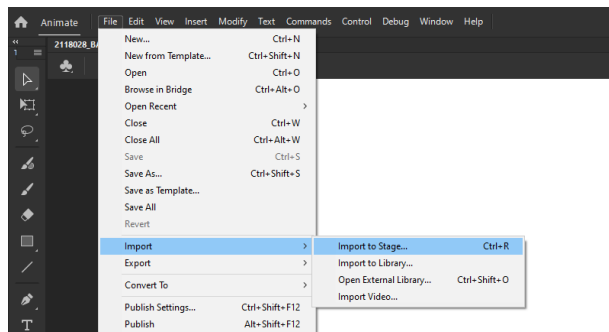 Animate File Edit View Insert Modify Text Commands Control Debug Window Help
1 2118028_BA
New... Ctrl+N
New from Template... Ctrl+Shift+N
Open Ctrl+O
Browse in Bridge Ctrl+Alt+O
Open Recent >
Close Ctrl+W
Close All Ctrl+Alt+W
Save Ctrl+S
Save As... Ctrl+Shift+S
Save as Template...
Save All
Revert
Import > Import to Stage... Ctrl+R
Export > Import to Library...
Open External Library... Ctrl+Shift+O
Convert To >
Import Video...
Publish Settings... Ctrl+Shift+F12
Publish Alt+Shift+F12
T